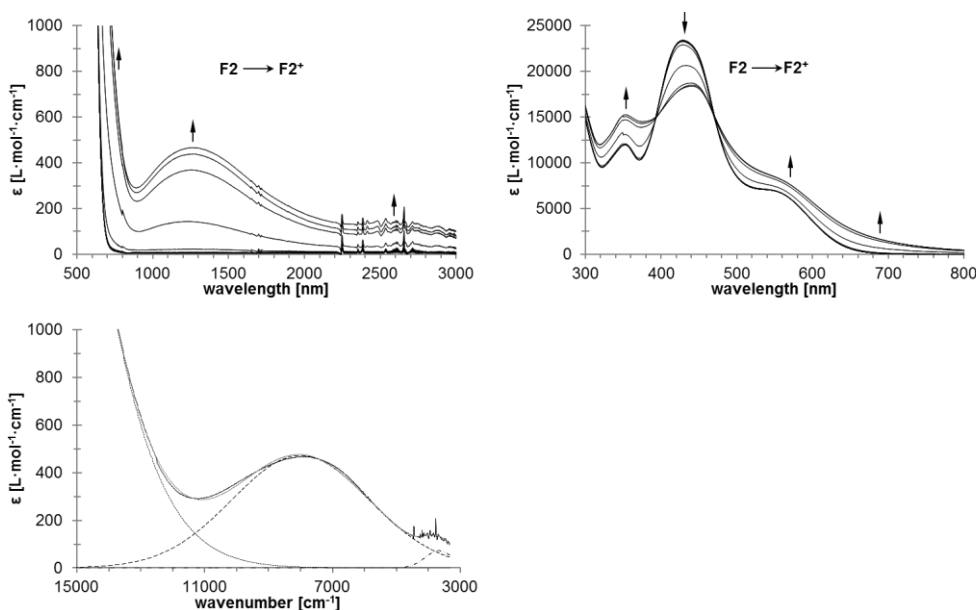 ε [L·mol⁻¹·cm⁻¹]
1000
800
600
400
200
0
F2 → F2⁺
500 1000 1500 2000 2500 3000
wavelength [nm]
ε [L·mol⁻¹·cm⁻¹]
25000
20000
15000
10000
5000
0
F2 → F2⁺
300 400 500 600 700 800
wavelength [nm]
ε [L·mol⁻¹·cm⁻¹]
1000
800
600
400
200
0
15000 11000 7000 3000
wavenumber [cm⁻¹]